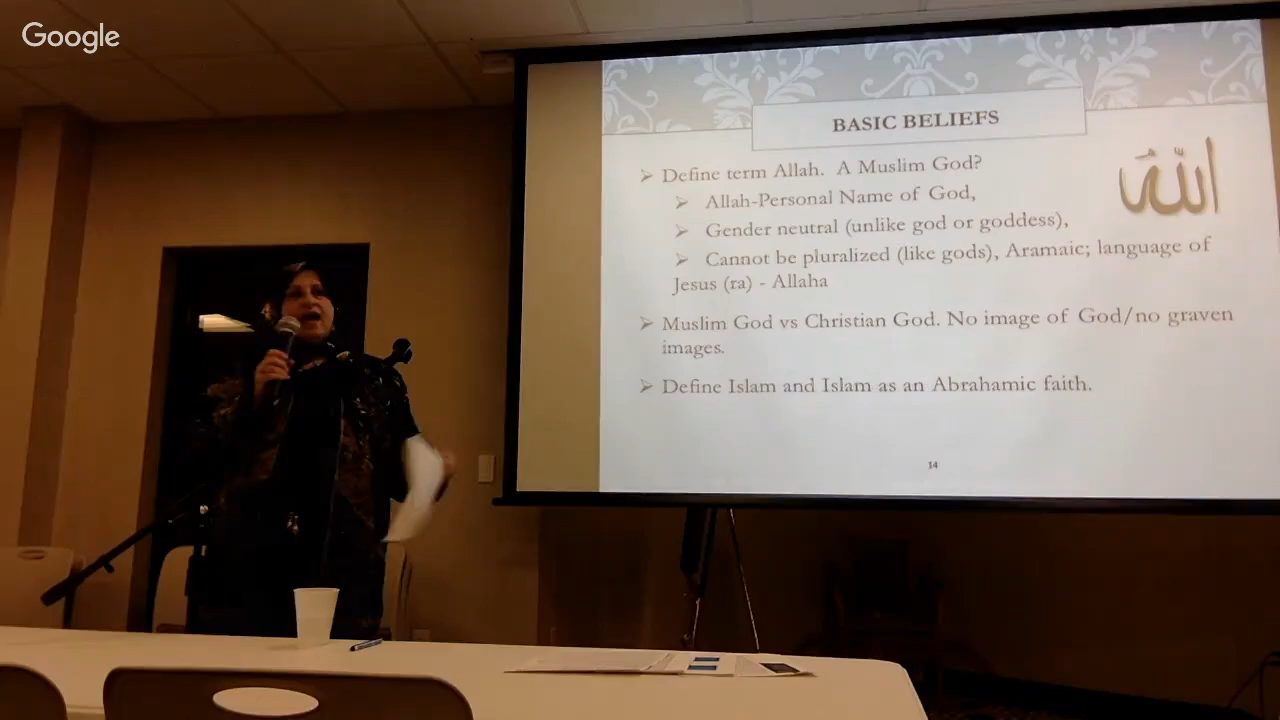 Google
BASIC BELIEFS
Define term Allah. A Muslim God?
Allah-Personal Name of God,
Gender neutral (unlike god or goddess),
Cannot be pluralized (like gods), Aramaic; language of
Jesus (ra) - Allaha
Muslim God vs Christian God. No image of God/no graven
images.
Define Islam and Islam as an Abrahamic faith.
الله
14